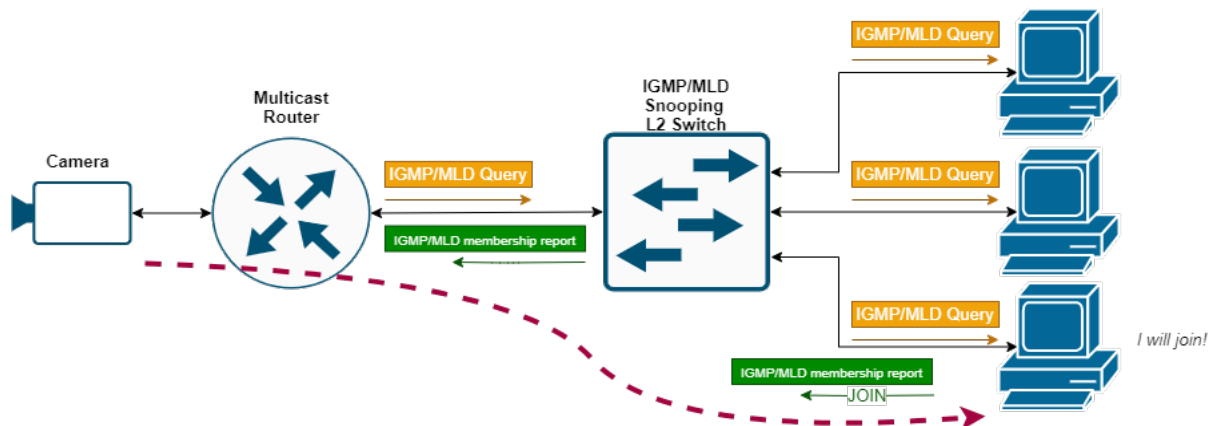 IGMP/MLD Query
IGMP/MLD
Snooping
L2 Switch
Multicast
Router
Camera
IGMP/MLD Query
IGMP/MLD Query
IGMP/MLD membership report
IGMP/MLD Query
I will join!
IGMP/MLD membership report
JOIN